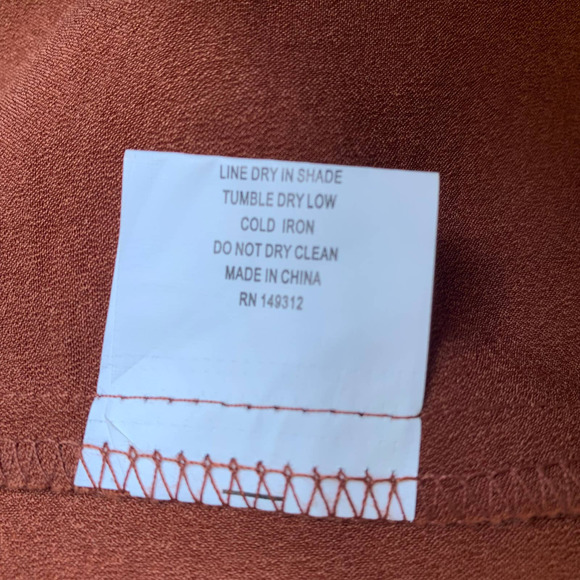 LINE DRY IN SHADE
TUMBLE DRY LOW
COLD IRON
DO NOT DRY CLEAN
MADE IN CHINA
RN 149312